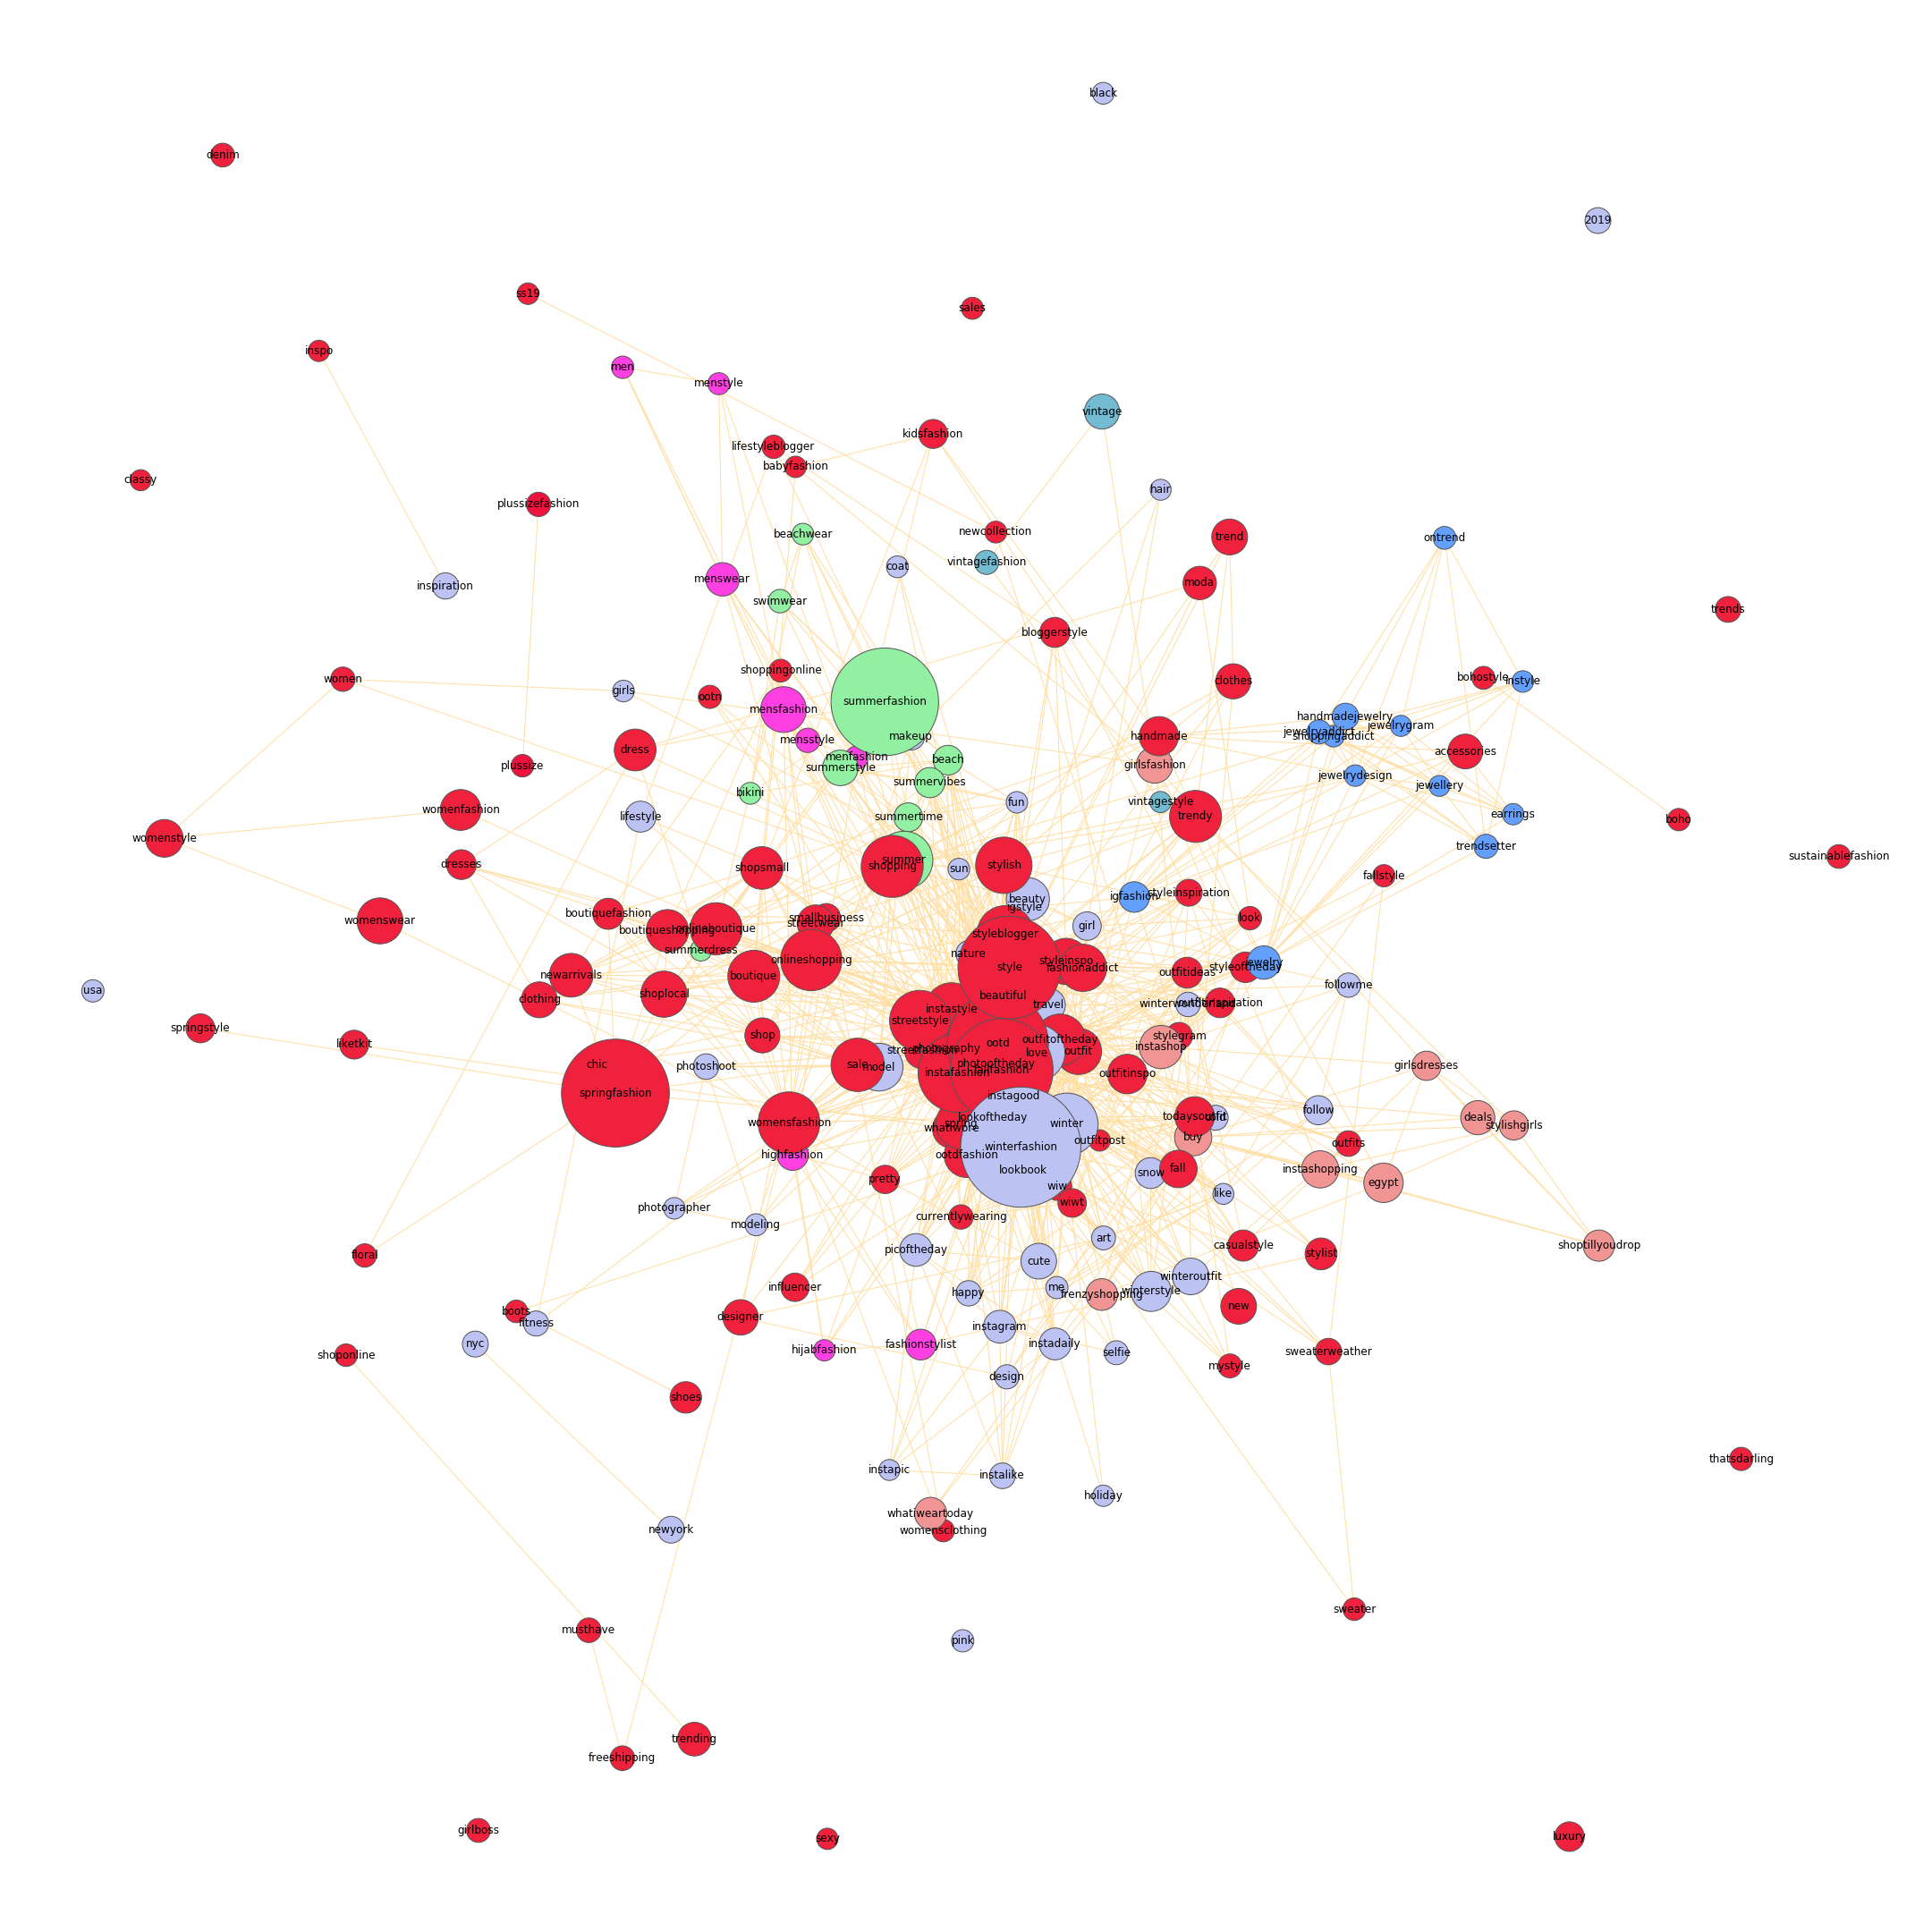 black
denim
2019
ss19
sales
inspo
men
menstyle
vintage
kidsfashion
lifestyleblogger
babyfashion
classy
hair
plussizefashion
newcollection
beachwear
trend
ontrend
vintagefashion
coat
menswear
moda
inspiration
swimwear
trends
bloggerstyle
shoppingonline
women
bohostyle
instyle
clothes
girls
ootn
summerfashion
mensfashion
handmadejewelry
jewelrygram
jewelryaddict
shoppingaddict
makeup
handmade
mensstyle
dress
accessories
menfashion
beach
girlsfashion
plussize
summerstyle
jewelrydesign
summervibes
jewellery
bikini
fun
vintagestyle
womenfashion
earrings
lifestyle
summertime
trendy
boho
womenstyle
trendsetter
sustainablefashion
summer
dresses
shopping
stylish
shopsmall
sun
fallstyle
styleinspiration
igfashion
beauty
igstyle
boutiquefashion
smallbusiness
look
womenswear
streetwear
girl
onlineboutique
boutiqueshopping
styleblogger
summerdress
nature
onlineshopping
styleinspo
jewelry
style
fashionaddict
styleoftheday
outfitideas
newarrivals
boutique
followme
usa
shoplocal
beautiful
clothing
winterwonderland
outfitinspiration
travel
instastyle
streetstyle
springstyle
shop
stylegram
outfitoftheday
liketkit
ootd
instashop
photography
streetfashion
outfit
love
chic
photooftheday
sale
model
photoshoot
girlsdresses
fallfashion
instafashion
outfitinspo
springfashion
instagood
follow
lookoftheday
todaysoutfit
cold
deals
womensfashion
spring
winter
stylishgirls
whatiwore
buy
outfitpost
outfits
winterfashion
highfashion
ootdfashion
fall
instashopping
lookbook
snow
pretty
egypt
wiw
like
wiwt
photographer
currentlywearing
modeling
art
casualstyle
shoptillyoudrop
picoftheday
stylist
floral
cute
winteroutfit
influencer
me
winterstyle
happy
frenzyshopping
new
boots
designer
fitness
instagram
nyc
fashionstylist
instadaily
hijabfashion
sweaterweather
selfie
shoponline
mystyle
design
shoes
thatsdarling
instapic
instalike
holiday
whatiweartoday
newyork
womensclothing
sweater
musthave
pink
trending
freeshipping
girlboss
luxury
sexy